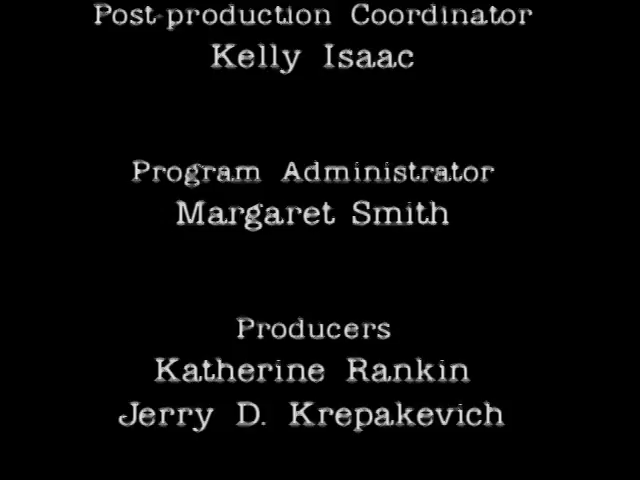 Post-production Coordinator
Kelly Isaac
Program Administrator
Margaret Smith
Producers
Katherine Rankin
Jerry D. Krepakevich